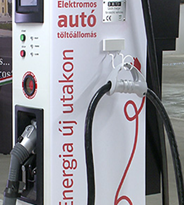 Elektromos
autó
töltőállomás
Energia új utakon